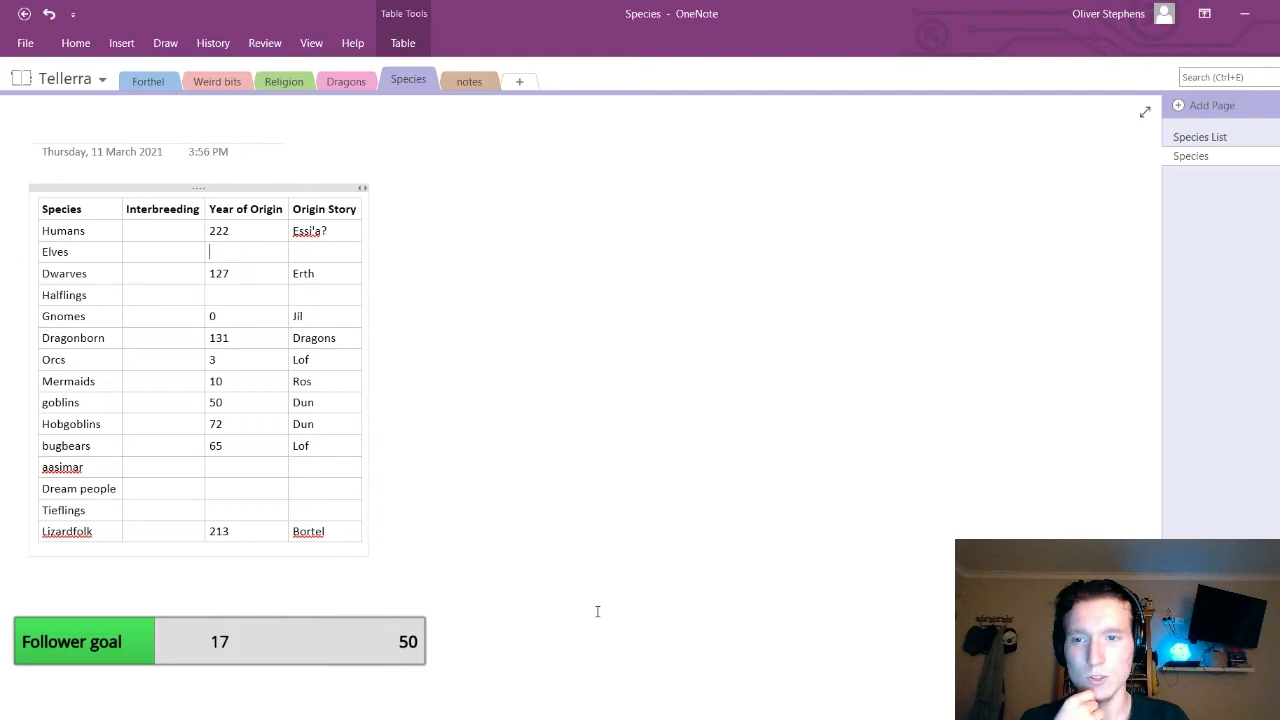 Table Tools
Species - OneNote
Oliver Stephens
File Home Insert Draw History Review View Help Table
Tellerra Forthel Weird bits Religion Dragons Species notes +
Search (Ctrl+E)
Add Page
Species List
Species
Thursday, 11 March 2021 3:56 PM
Species Interbreeding Year of Origin Origin Story
Humans 222 Essi'a?
Elves
Dwarves 127 Erth
Halflings
Gnomes 0 Jil
Dragonborn 131 Dragons
Orcs 3 Lof
Mermaids 10 Ros
goblins 50 Dun
Hobgoblins 72 Dun
bugbears 65 Lof
aasimar
Dream people
Tieflings
Lizardfolk 213 Bortel
Follower goal 17 50